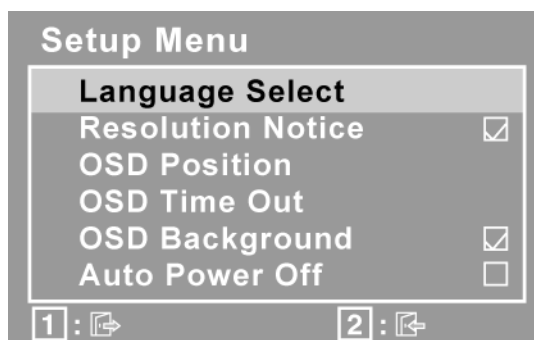 Setup Menu
Language Select
Resolution Notice
OSD Position
OSD Time Out
OSD Background
Auto Power Off
1 : 2 :